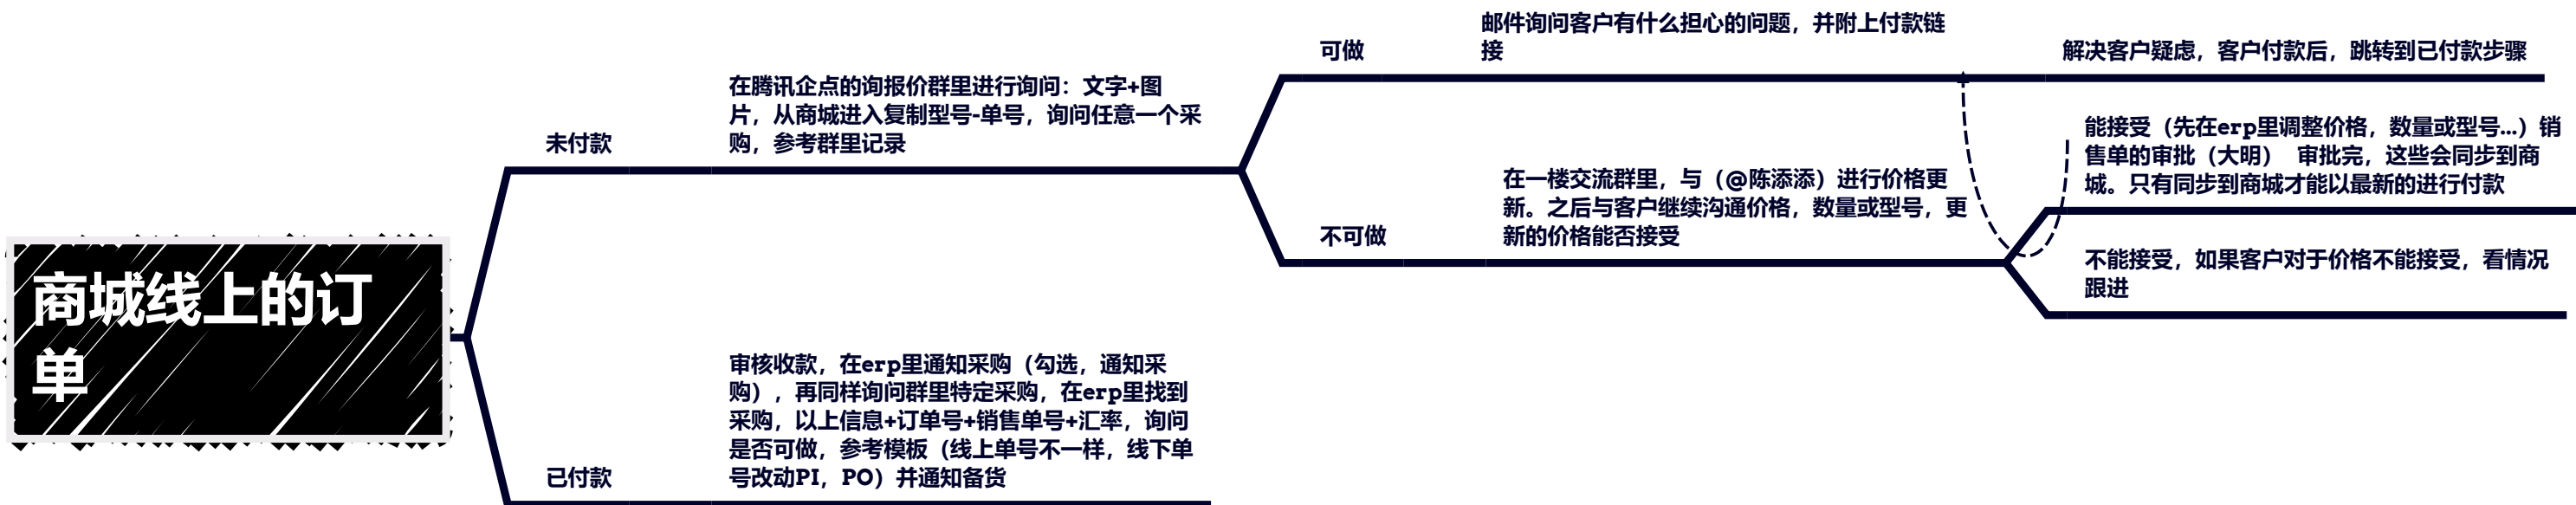 商城线上的订
单
未付款
在腾讯企点的询报价群里进行询问：文字+图
片，从商城进入复制型号-单号，询问任意一个采
购，参考群里记录
可做
邮件询问客户有什么担心的问题，并附上付款链
接
解决客户疑虑，客户付款后，跳转到已付款步骤
不可做
在一楼交流群里，与（@陈添添）进行价格更
新。之后与客户继续沟通价格，数量或型号，更
新的价格能否接受
能接受（先在erp里调整价格，数量或型号...）销
售单的审批（大明） 审批完，这些会同步到商
城。只有同步到商城才能以最新的进行付款
不能接受，如果客户对于价格不能接受，看情况
跟进
已付款
审核收款，在erp里通知采购（勾选，通知采
购），再同样询问群里特定采购，在erp里找到
采购，以上信息+订单号+销售单号+汇率，询问
是否可做，参考模板（线上单号不一样，线下单
号改动PI，PO）并通知备货